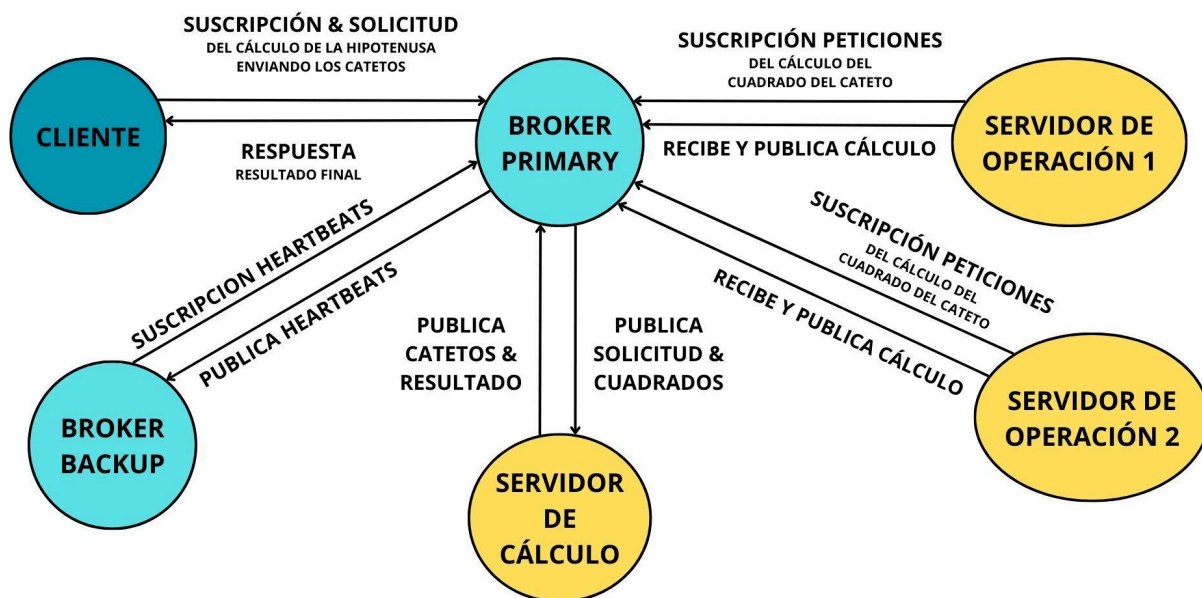 SUSCRIPCIÓN & SOLICITUD
DEL CÁLCULO DE LA HIPOTENUSA
ENVIANDO LOS CATETOS
SUSCRIPCIÓN PETICIONES
DEL CÁLCULO DEL
CUADRADO DEL CATETO
CLIENTE
BROKER
PRIMARY
SERVIDOR DE
OPERACIÓN 1
RESPUESTA
RESULTADO FINAL
RECIBE Y PUBLICA CÁLCULO
SUSCRIPCION HEARTBEATS
PUBLICA HEARTBEATS
SUSCRIPCIÓN PETICIONES
DEL CÁLCULO DEL
CUADRADO DEL CATETO
RECIBE Y PUBLICA CÁLCULO
PUBLICA
CATETOS &
RESULTADO
PUBLICA
SOLICITUD &
CUADRADOS
BROKER
BACKUP
SERVIDOR DE
OPERACIÓN 2
SERVIDOR
DE
CÁLCULO